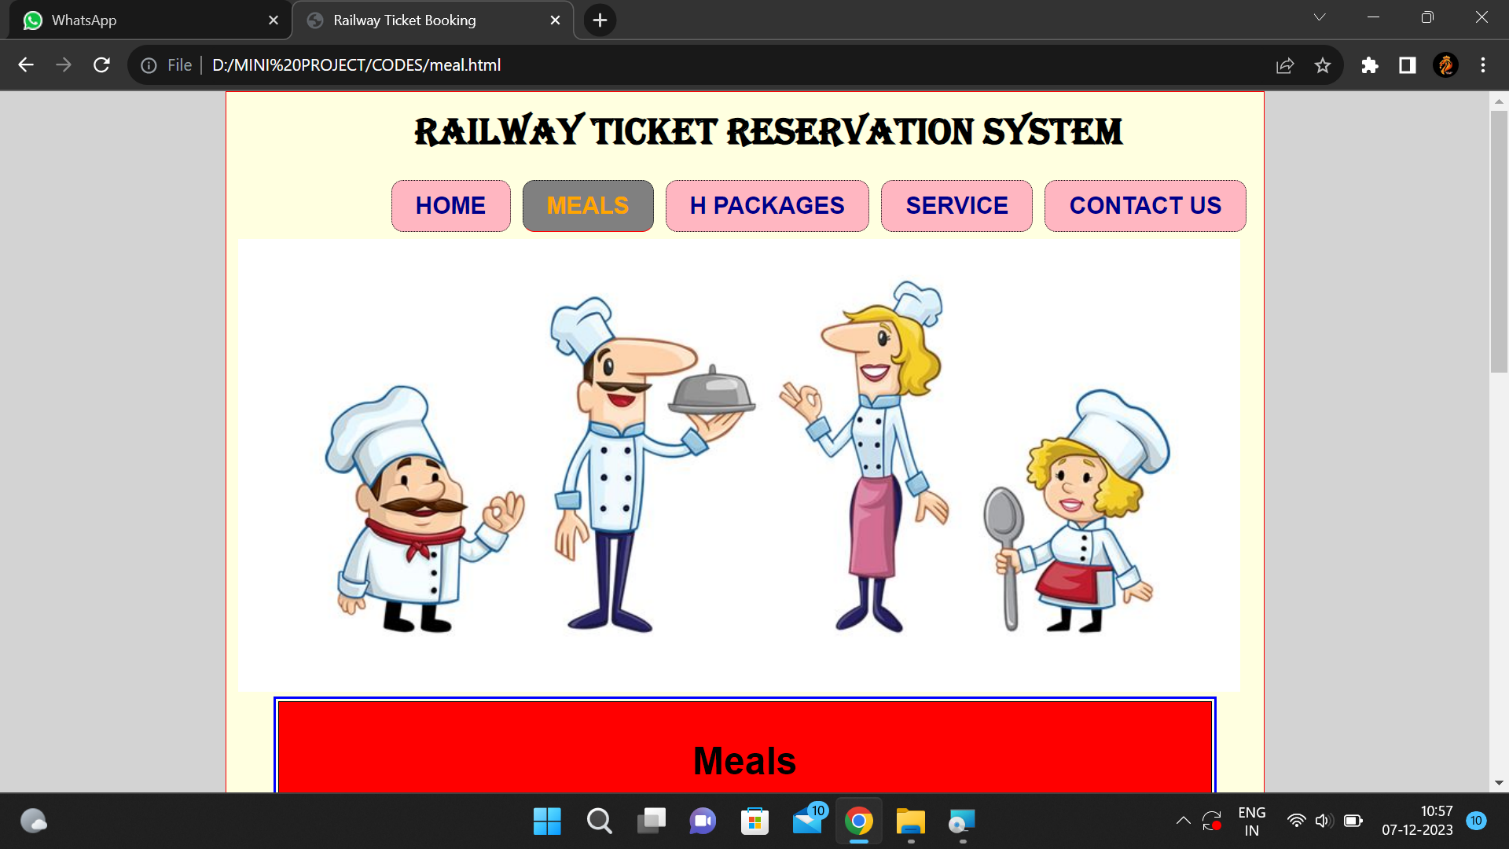 WhatsApp
Railway Ticket Booking
File D:/MINI%20PROJECT/CODES/meal.html
RAILWAY TICKET RESERVATION SYSTEM
HOME MEALS H PACKAGES SERVICE CONTACT US
Meals
10
ENG
IN
10:57
07-12-2023
10